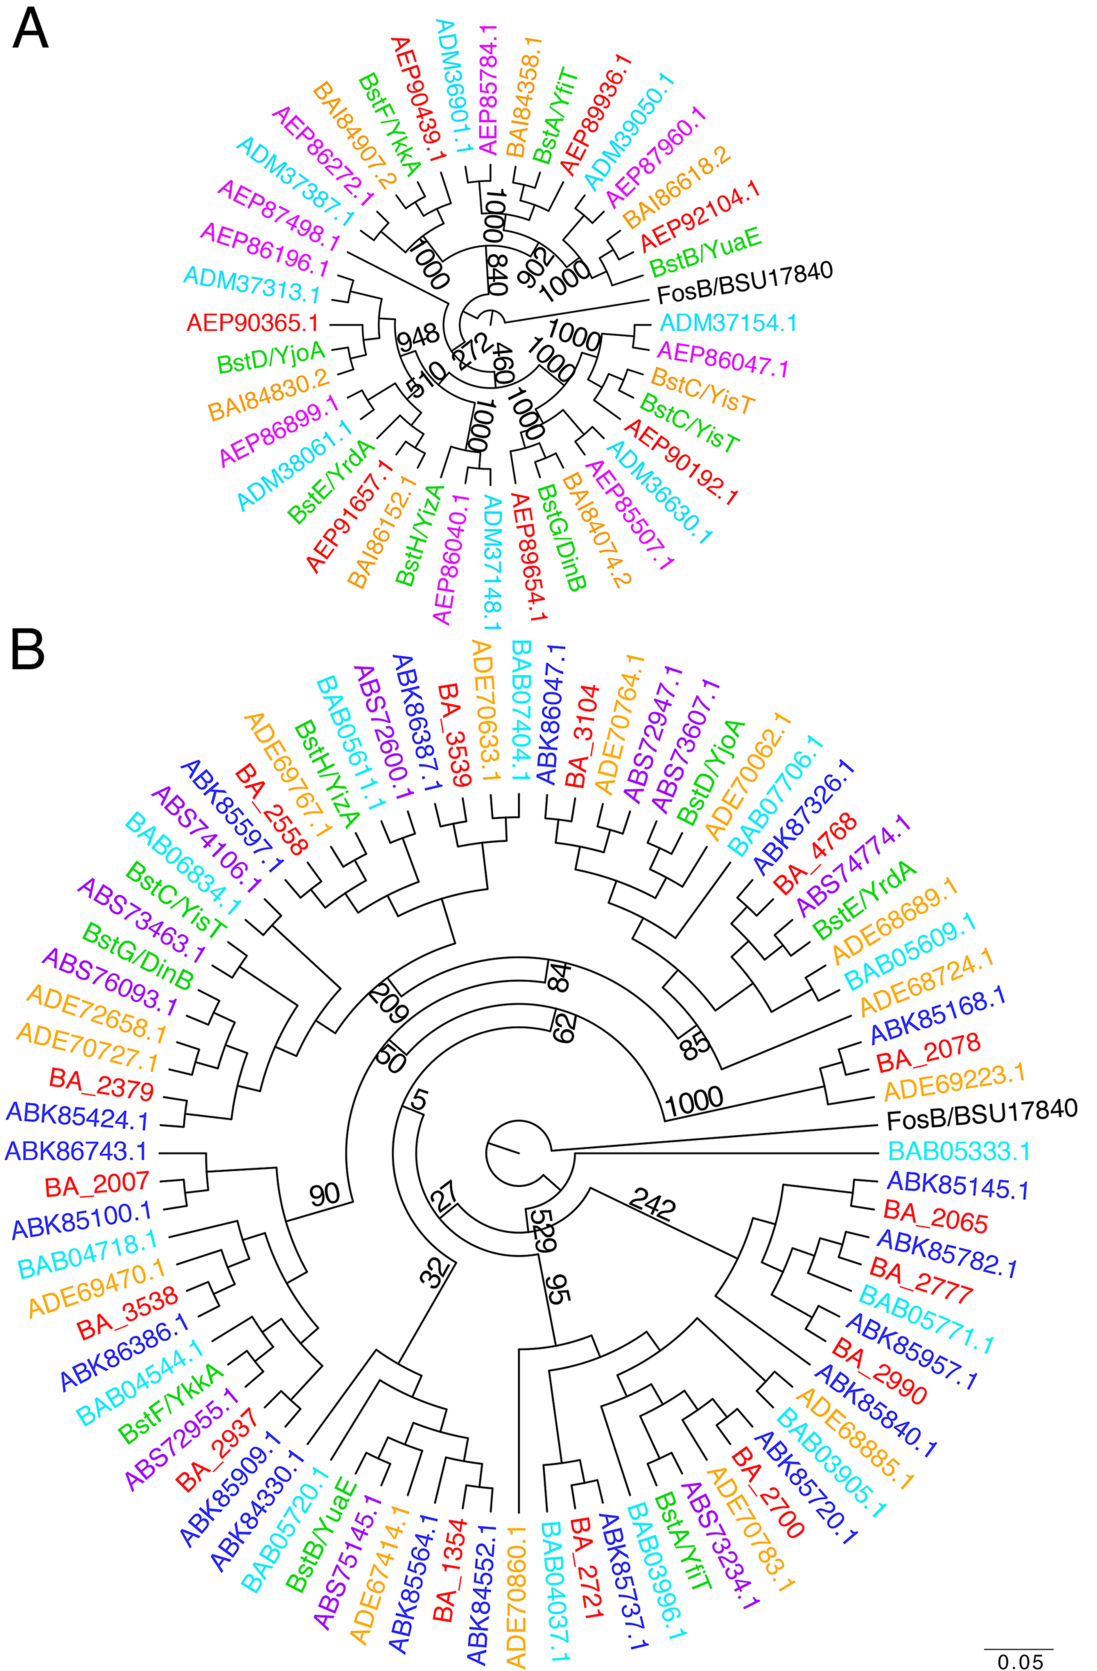 A
AEP87498.1
ADM37387.1
AEP86272.1
BAI84907.2
BstF/YkkA
AEP90439.1
ADM36901.1
AEP85784.1
BAI84358.1
BstA/YfiT
AEP89936.1
ADM39050.1
AEP87960.1
BAI86618.2
AEP92104.1
BstB/YuaE
FosB/BSU17840
ADM37154.1
AEP86047.1
BstC/YisT
BstC/YisT
AEP90192.1
ADM36630.1
AEP85507.1
BAI84074.2
BstG/DinB
AEP89654.1
ADM37148.1
AEP86040.1
BstH/YizA
BAI86152.1
AEP91657.1
BstE/YrdA
ADM38061.1
AEP86899.1
BAI84830.2
BstD/YjoA
AEP90365.1
ADM37313.1
AEP86196.1
1000
1000
840
902
1000
1000
1000
1000
1000
460
272
510
948
B
ABK86743.1
ABK85424.1
BA_2379
ADE70727.1
ADE72658.1
ABS76093.1
BstG/DinB
ABS73463.1
BstC/YisT
BAB06834.1
ABS74106.1
ABK85597.1
BA_2558
ADE69767.1
BstH/YizA
BAB05611.1
ABS72600.1
ABK86387.1
BA_3539
ADE70633.1
BAB07404.1
ABK86047.1
BA_3104
ADE70764.1
ABS72947.1
ABS73607.1
BstD/YjoA
ADE70062.1
BAB07706.1
ABK87326.1
BA_4768
ABS74774.1
BstE/YrdA
ADE68689.1
BAB05609.1
ADE68724.1
ABK85168.1
BA_2078
ADE69223.1
FosB/BSU17840
BAB05333.1
ABK85145.1
BA_2065
ABK85782.1
BA_2777
BAB05771.1
ABK85957.1
BA_2990
ABK85840.1
ADE68885.1
BAB03905.1
ABK85720.1
BA_2700
ADE70783.1
ABS73234.1
BstA/YfiT
BAB03996.1
ABK85737.1
BA_2721
BAB04037.1
ADE70860.1
ABK84552.1
BA_1354
ABK85564.1
ADE67414.1
ABS75145.1
BstB/YuaE
BAB05720.1
ABK84330.1
ABK85909.1
BA_2937
ABS72955.1
BstF/YkkA
BAB04544.1
ABK86386.1
BA_3538
ADE69470.1
BAB04718.1
ABK85100.1
BA_2007
209
84
62
85
50
5
1000
90
27
529
242
32
95
0.05